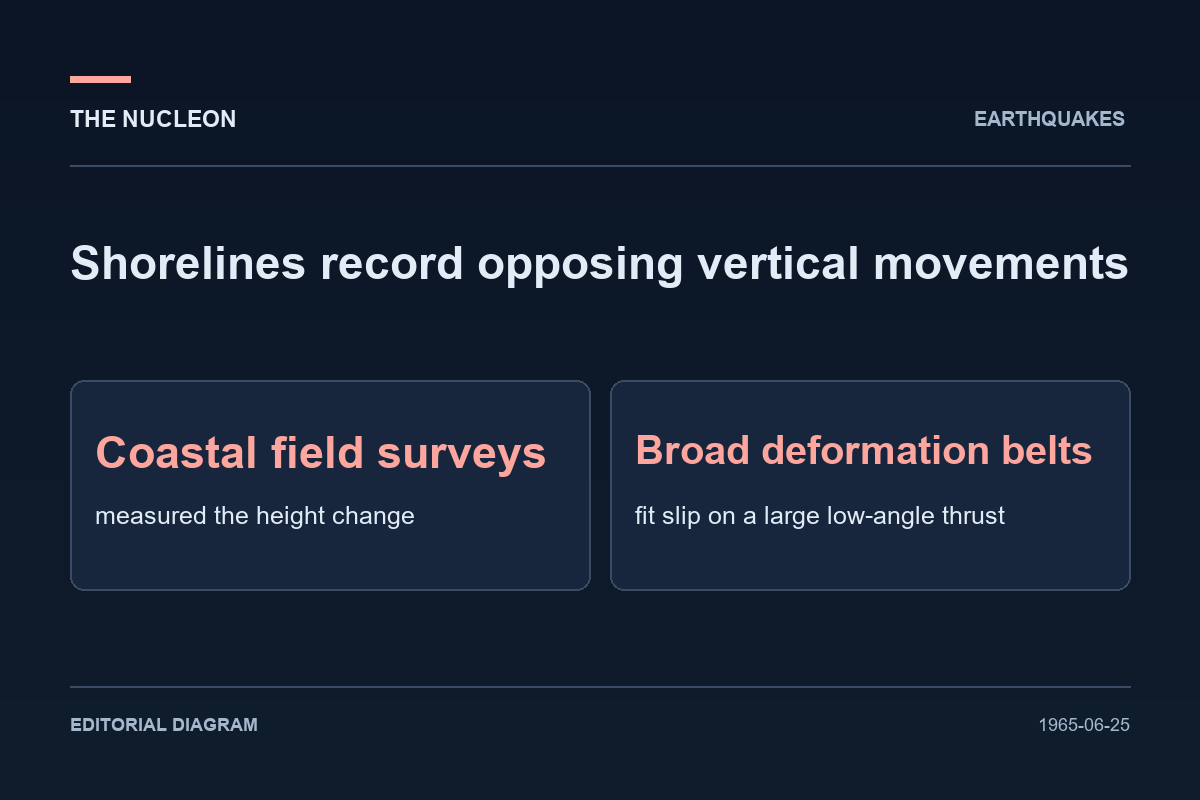 THE NUCLEON
EARTHQUAKES
Shorelines record opposing vertical movements
Coastal field surveys
measured the height change
Broad deformation belts
fit slip on a large low-angle thrust
EDITORIAL DIAGRAM
1965-06-25